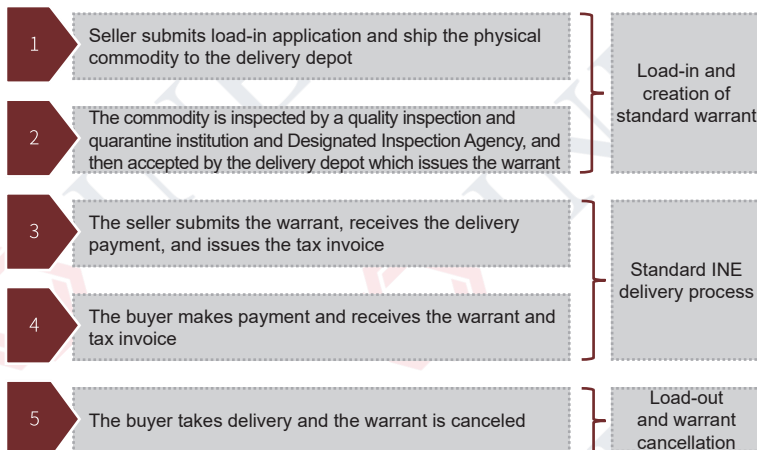 1
Seller submits load-in application and ship the physical
commodity to the delivery depot
2
The commodity is inspected by a quality inspection and
quarantine institution and Designated Inspection Agency, and
then accepted by the delivery depot which issues the warrant
Load-in and
creation of
standard warrant
3
The seller submits the warrant, receives the delivery
payment, and issues the tax invoice
4
The buyer makes payment and receives the warrant and
tax invoice
Standard INE
delivery process
5
The buyer takes delivery and the warrant is canceled
Load-out
and warrant
cancellation